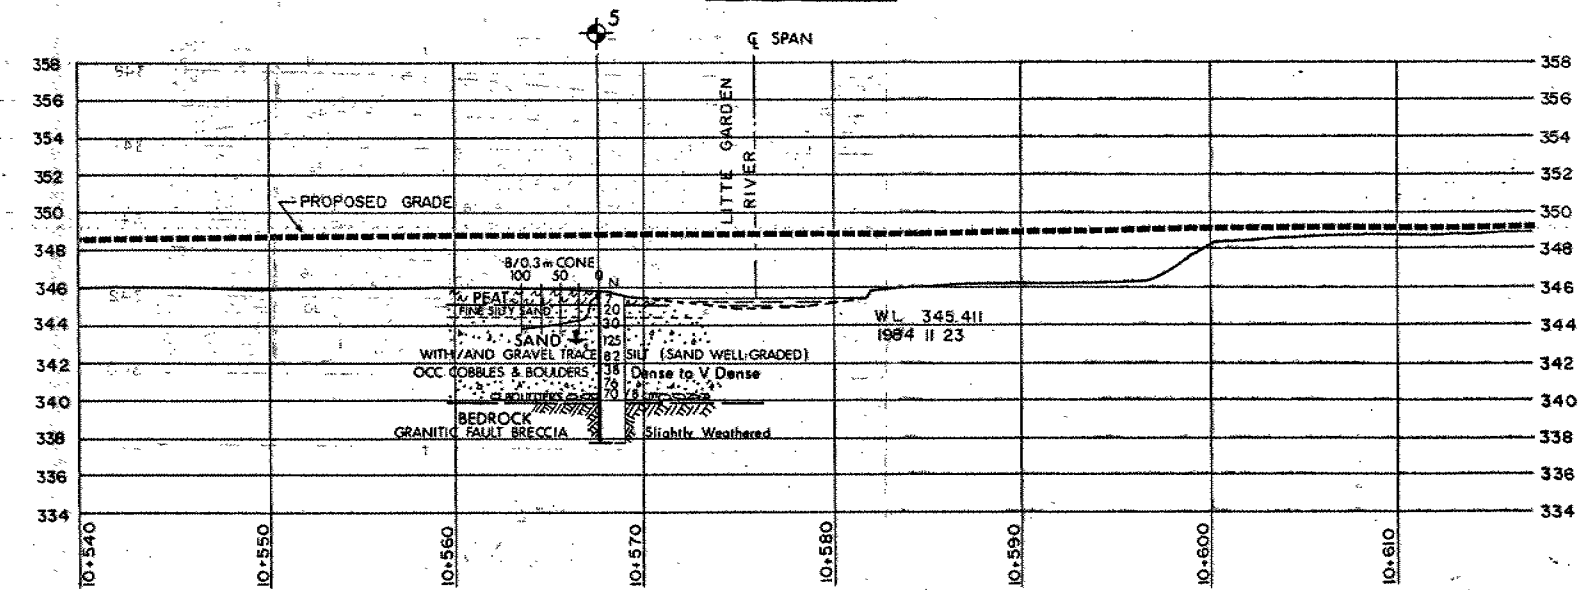 5
℄ SPAN
358 358
356 356
354 354
352 352
350 350
348 348
346 346
344 344
342 342
340 340
338 338
336 336
334 334
LITTE GARDEN
RIVER
PROPOSED GRADE
B/0.3 m CONE
100 50 0
N
PEAT 7
FINE SILTY SAND 20
30
SAND 125
WITH/AND GRAVEL TRACE 82 SILT (SAND WELL-GRADED)
OCC COBBLES & BOULDERS 38 Dense to V Dense
76
BOULDERS 70
BEDROCK
GRANITIC FAULT BRECCIA Slightly Weathered
WL 345.411
1984 11 23
10+540 10+550 10+560 10+570 10+580 10+590 10+600 10+610